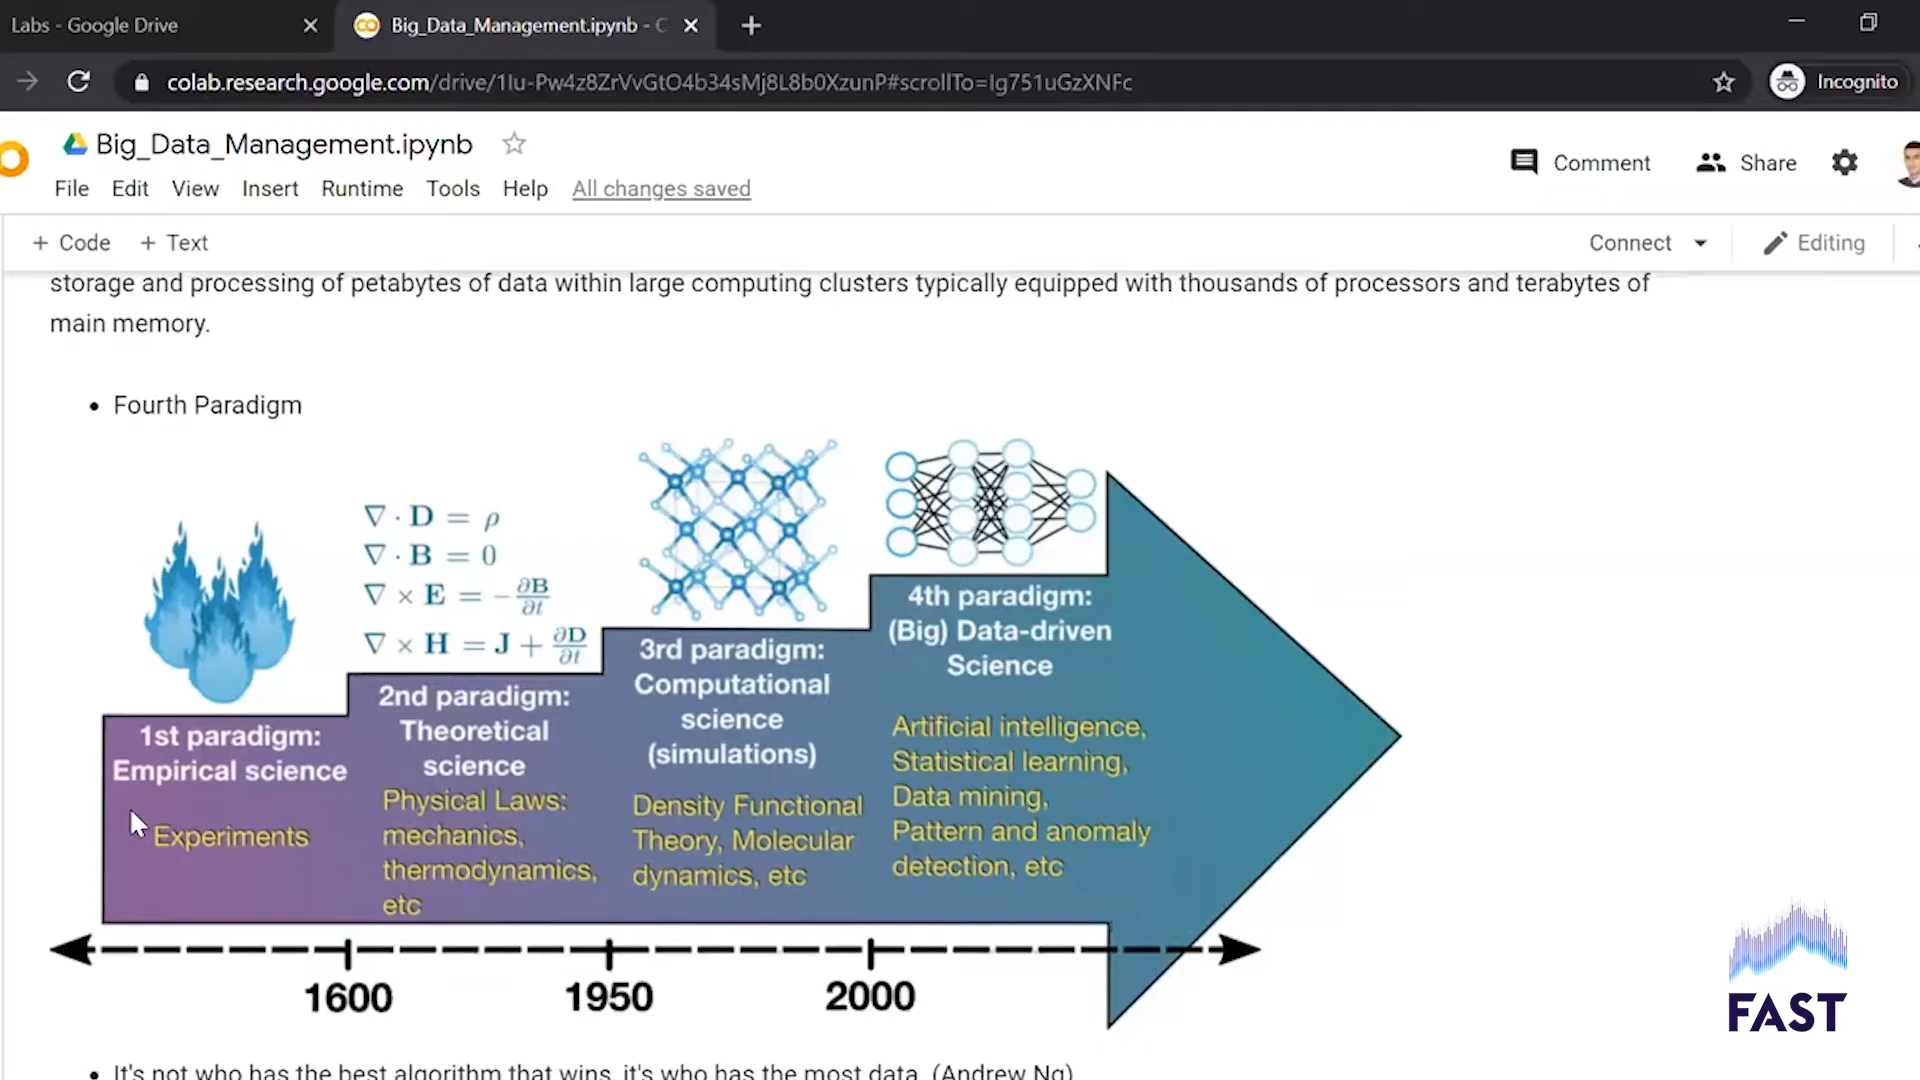 Labs - Google Drive
Big_Data_Management.ipynb - C
colab.research.google.com/drive/1Iu-Pw4z8ZrVvGtO4b34sMj8L8b0XzunP#scrollTo=Ig751uGzXNFc
Incognito
Big_Data_Management.ipynb
Comment
Share
File Edit View Insert Runtime Tools Help All changes saved
+ Code + Text
Connect
Editing
storage and processing of petabytes of data within large computing clusters typically equipped with thousands of processors and terabytes of
main memory.
• Fourth Paradigm
∇ · D = ρ
∇ · B = 0
∇ × E = −∂B/∂t
∇ × H = J + ∂D/∂t
1st paradigm:
Empirical science
Experiments
2nd paradigm:
Theoretical
science
Physical Laws:
mechanics,
thermodynamics,
etc
3rd paradigm:
Computational
science
(simulations)
Density Functional
Theory, Molecular
dynamics, etc
4th paradigm:
(Big) Data-driven
Science
Artificial intelligence,
Statistical learning,
Data mining,
Pattern and anomaly
detection, etc
1600
1950
2000
FAST
• It's not who has the best algorithm that wins, it's who has the most data. (Andrew Ng)